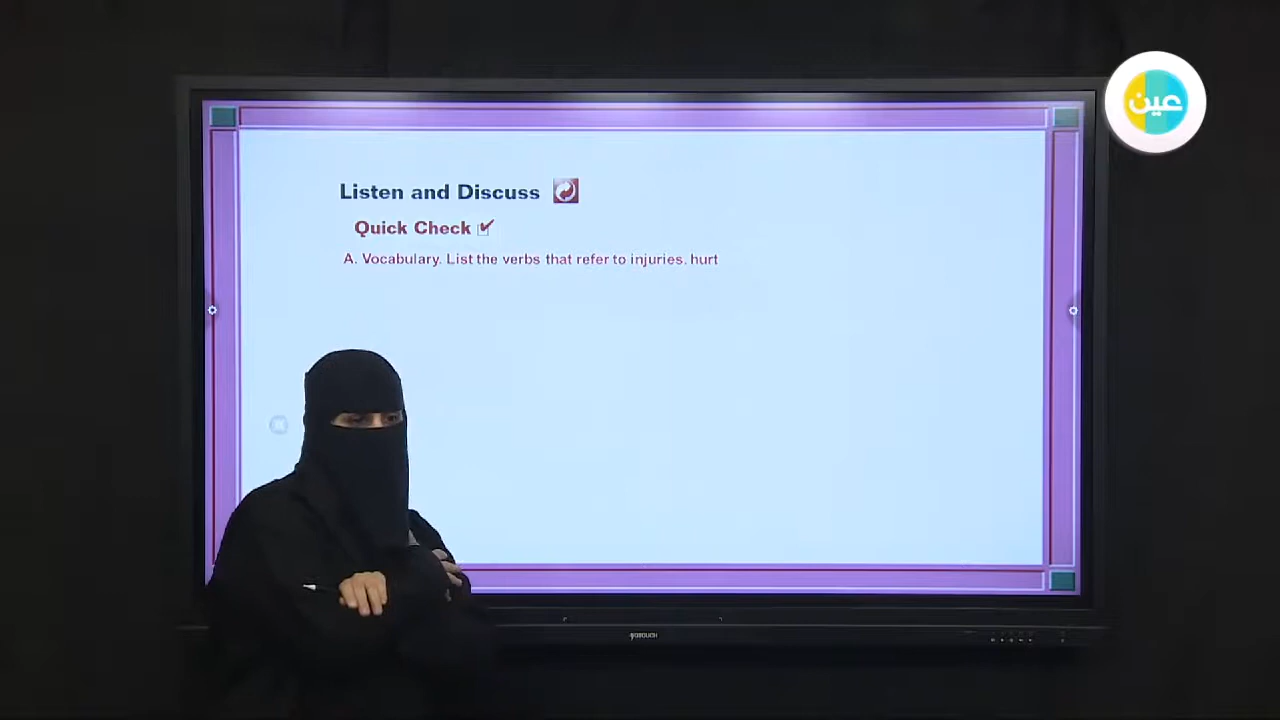 عين
Listen and Discuss
Quick Check
A. Vocabulary. List the verbs that refer to injuries. hurt